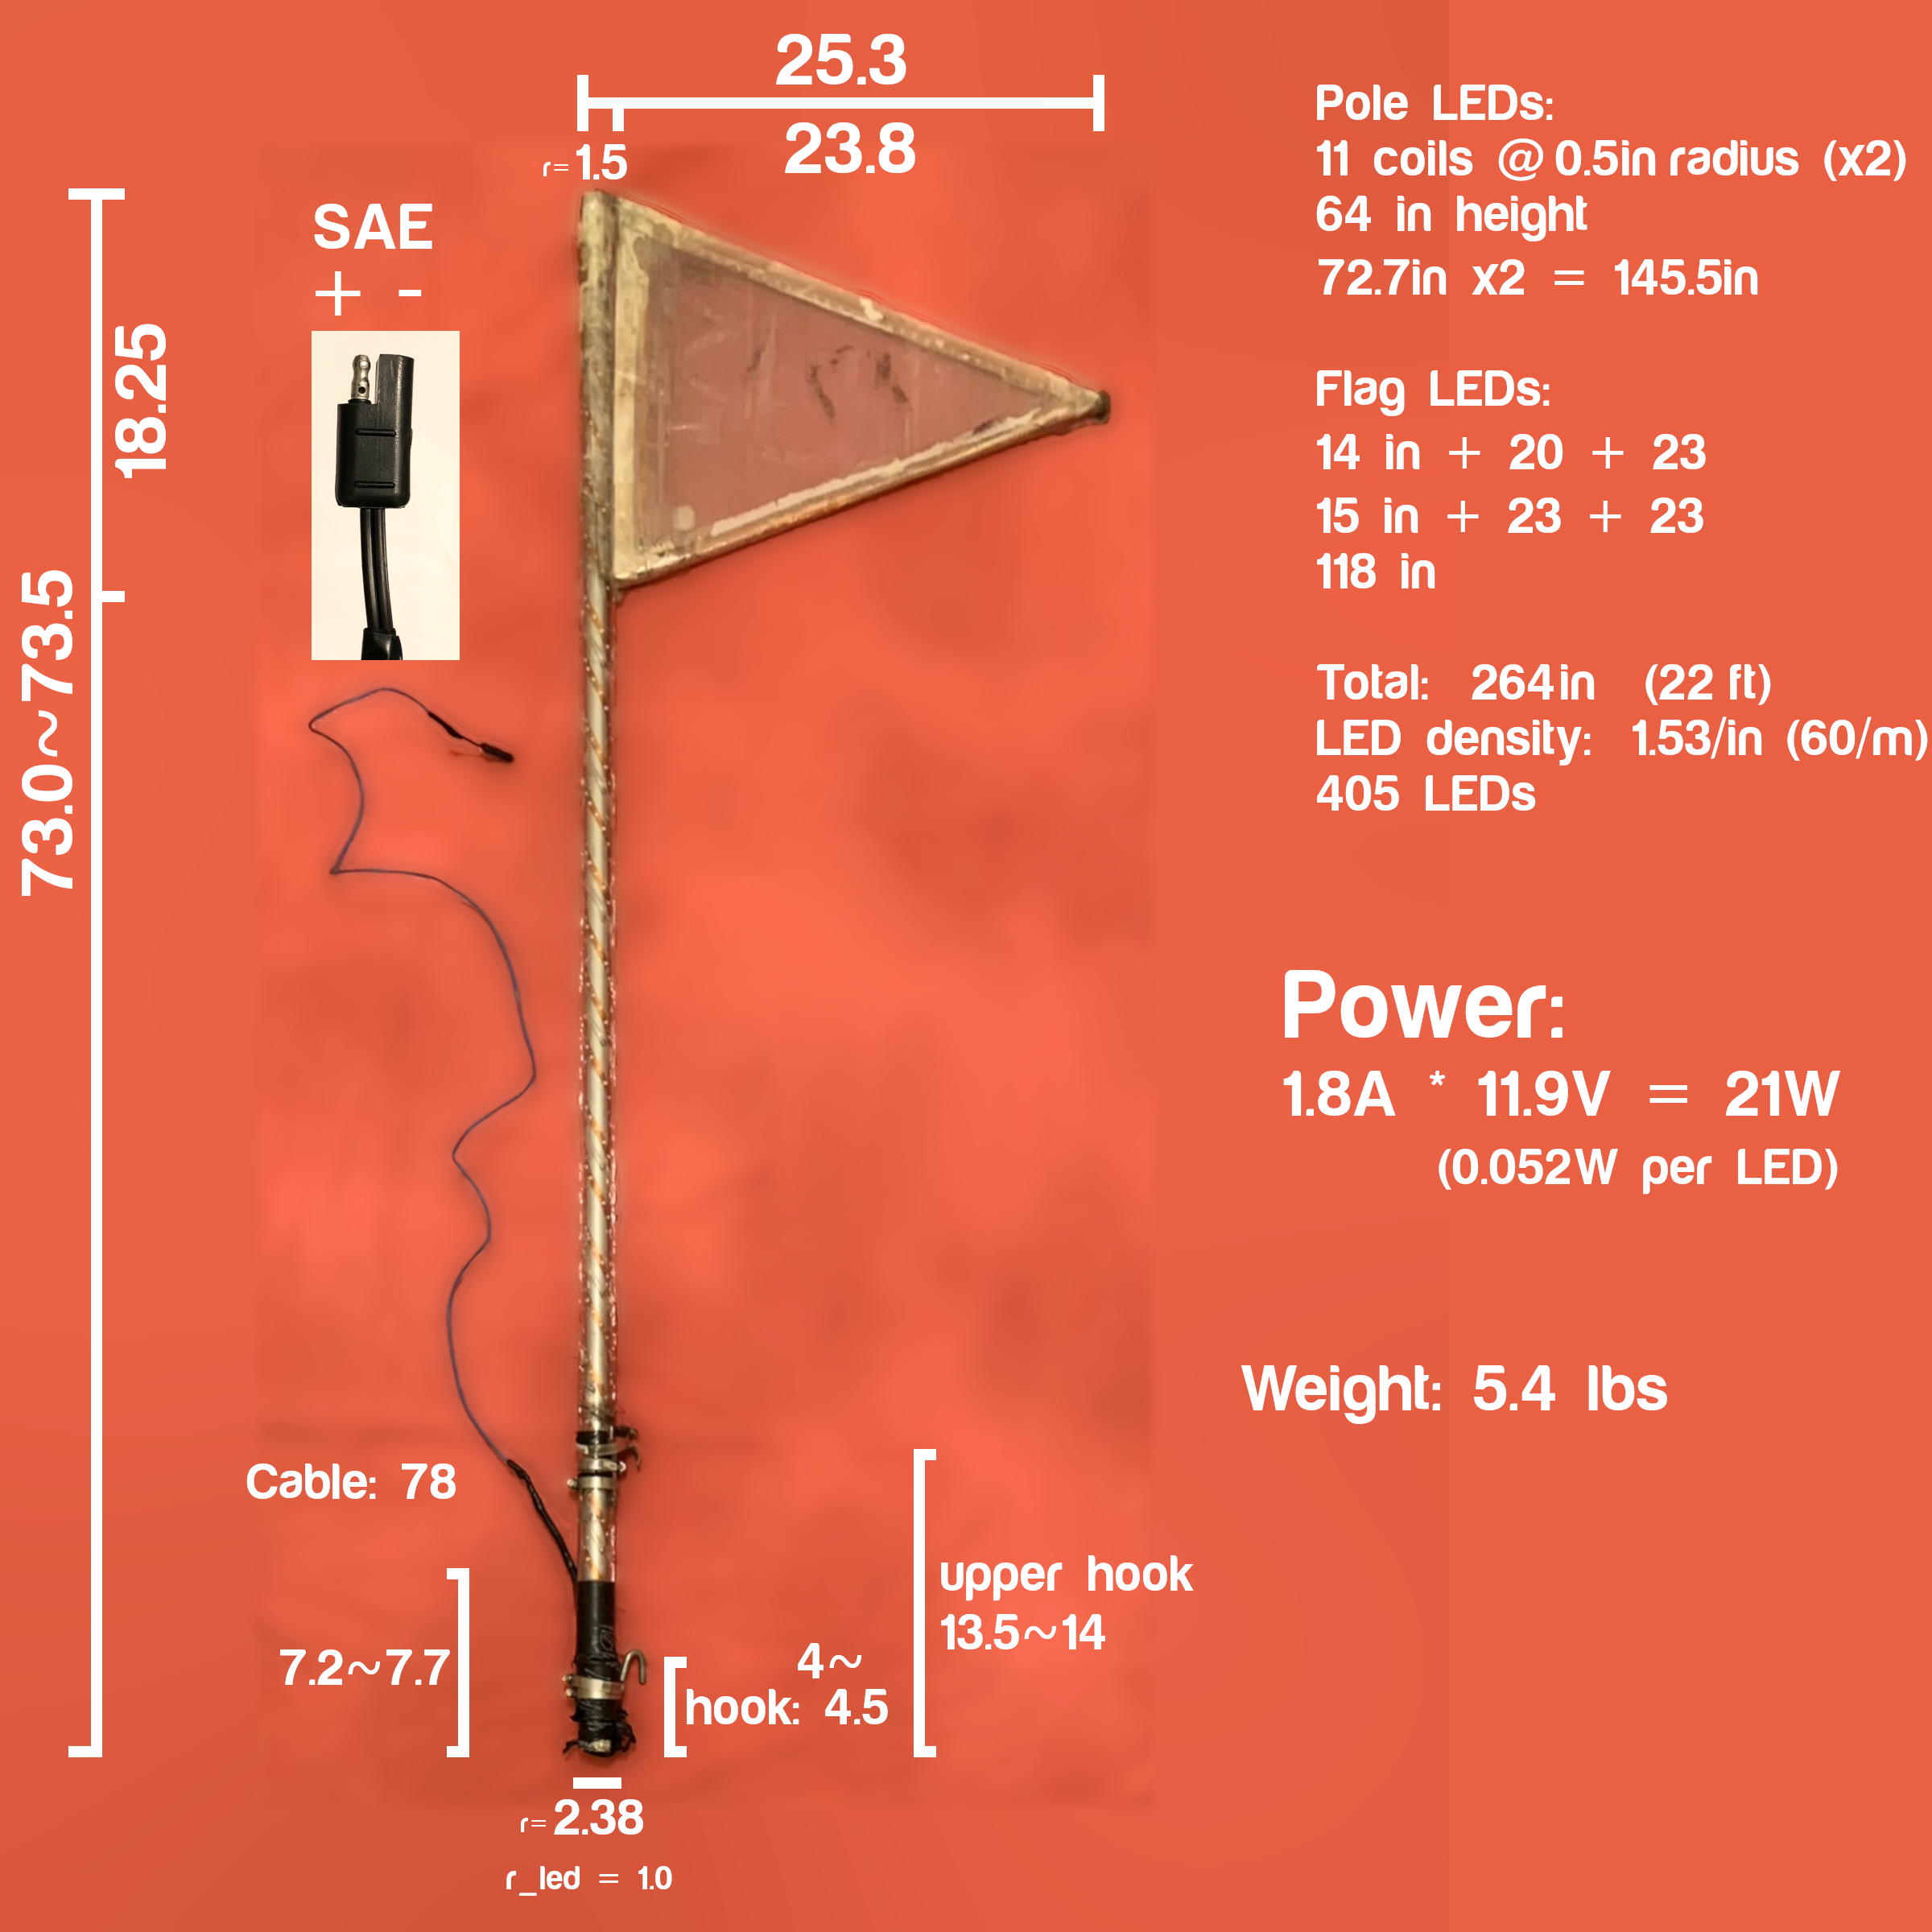 25.3
23.8
r= 1.5
SAE
+ -
18.25
73.0~73.5
Pole LEDs:
11 coils @ 0.5in radius (x2)
64 in height
72.7in x2 = 145.5in
Flag LEDs:
14 in + 20 + 23
15 in + 23 + 23
118 in
Total: 264in (22 ft)
LED density: 1.53/in (60/m)
405 LEDs
Power:
1.8A * 11.9V = 21W
(0.052W per LED)
Weight: 5.4 lbs
Cable: 78
7.2~7.7
4~
hook: 4.5
upper hook
13.5~14
r= 2.38
r_led = 1.0